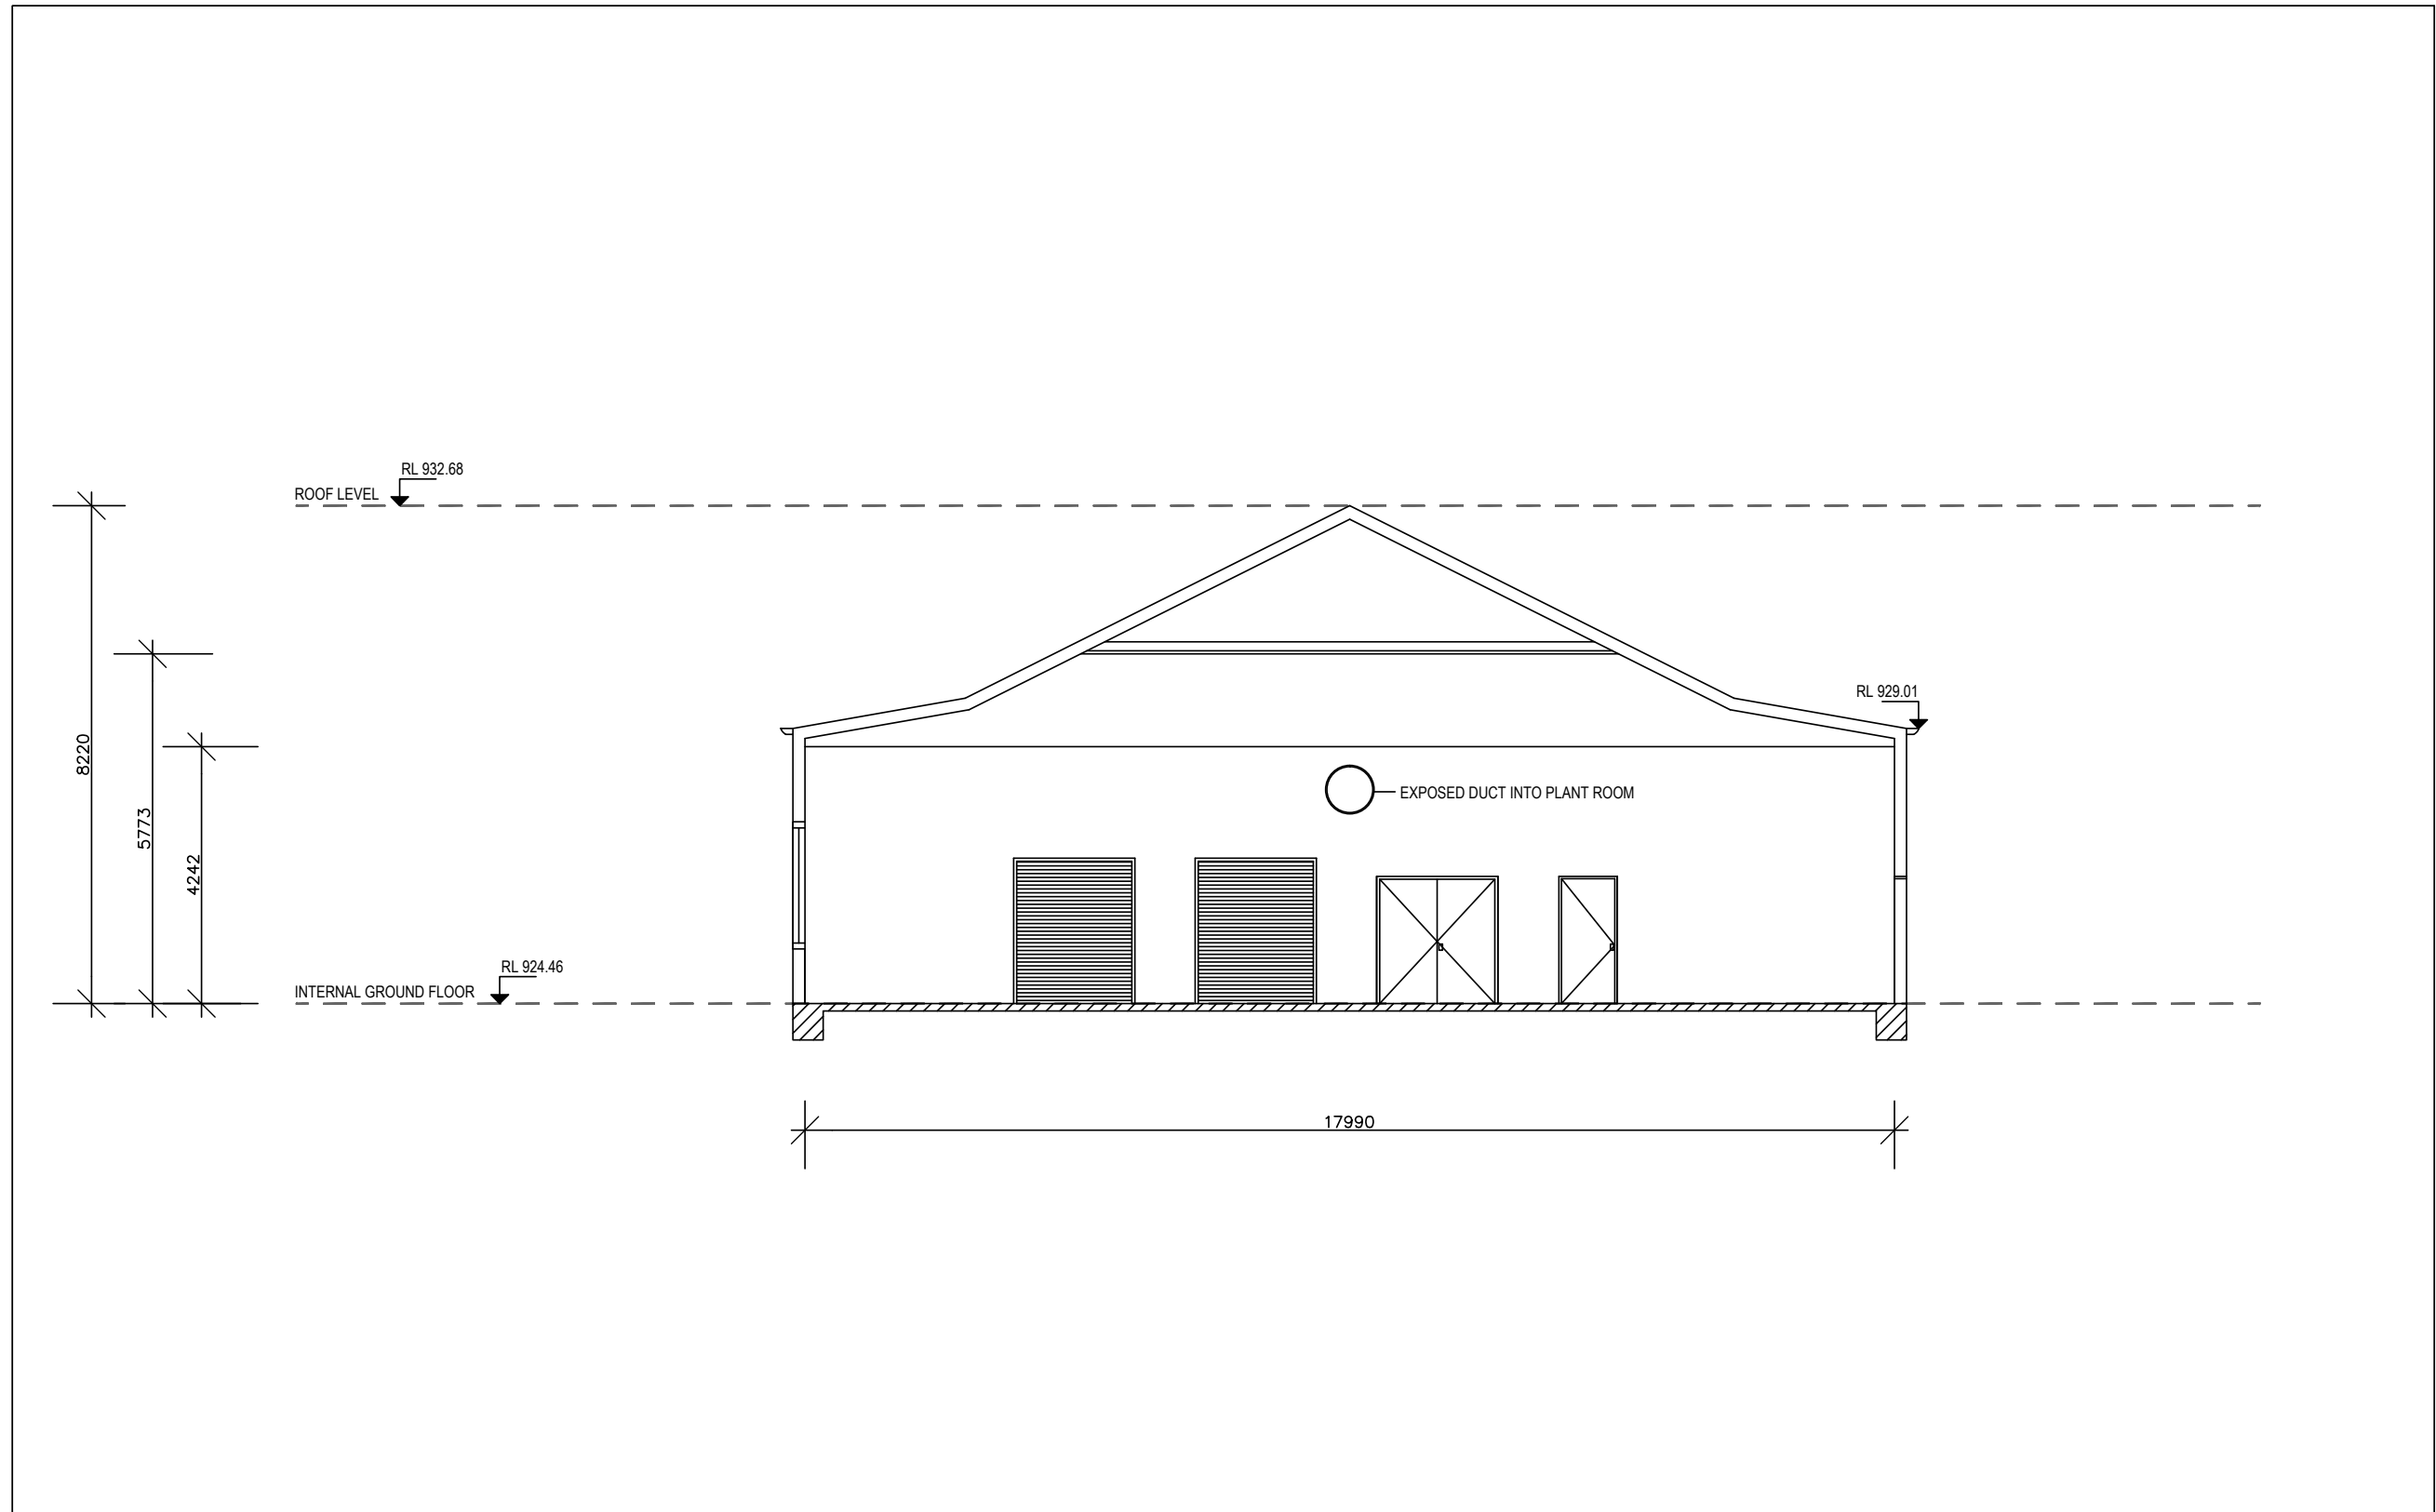 RL 932.68
ROOF LEVEL
RL 929.01
8220
5773
4242
EXPOSED DUCT INTO PLANT ROOM
RL 924.46
INTERNAL GROUND FLOOR
17990